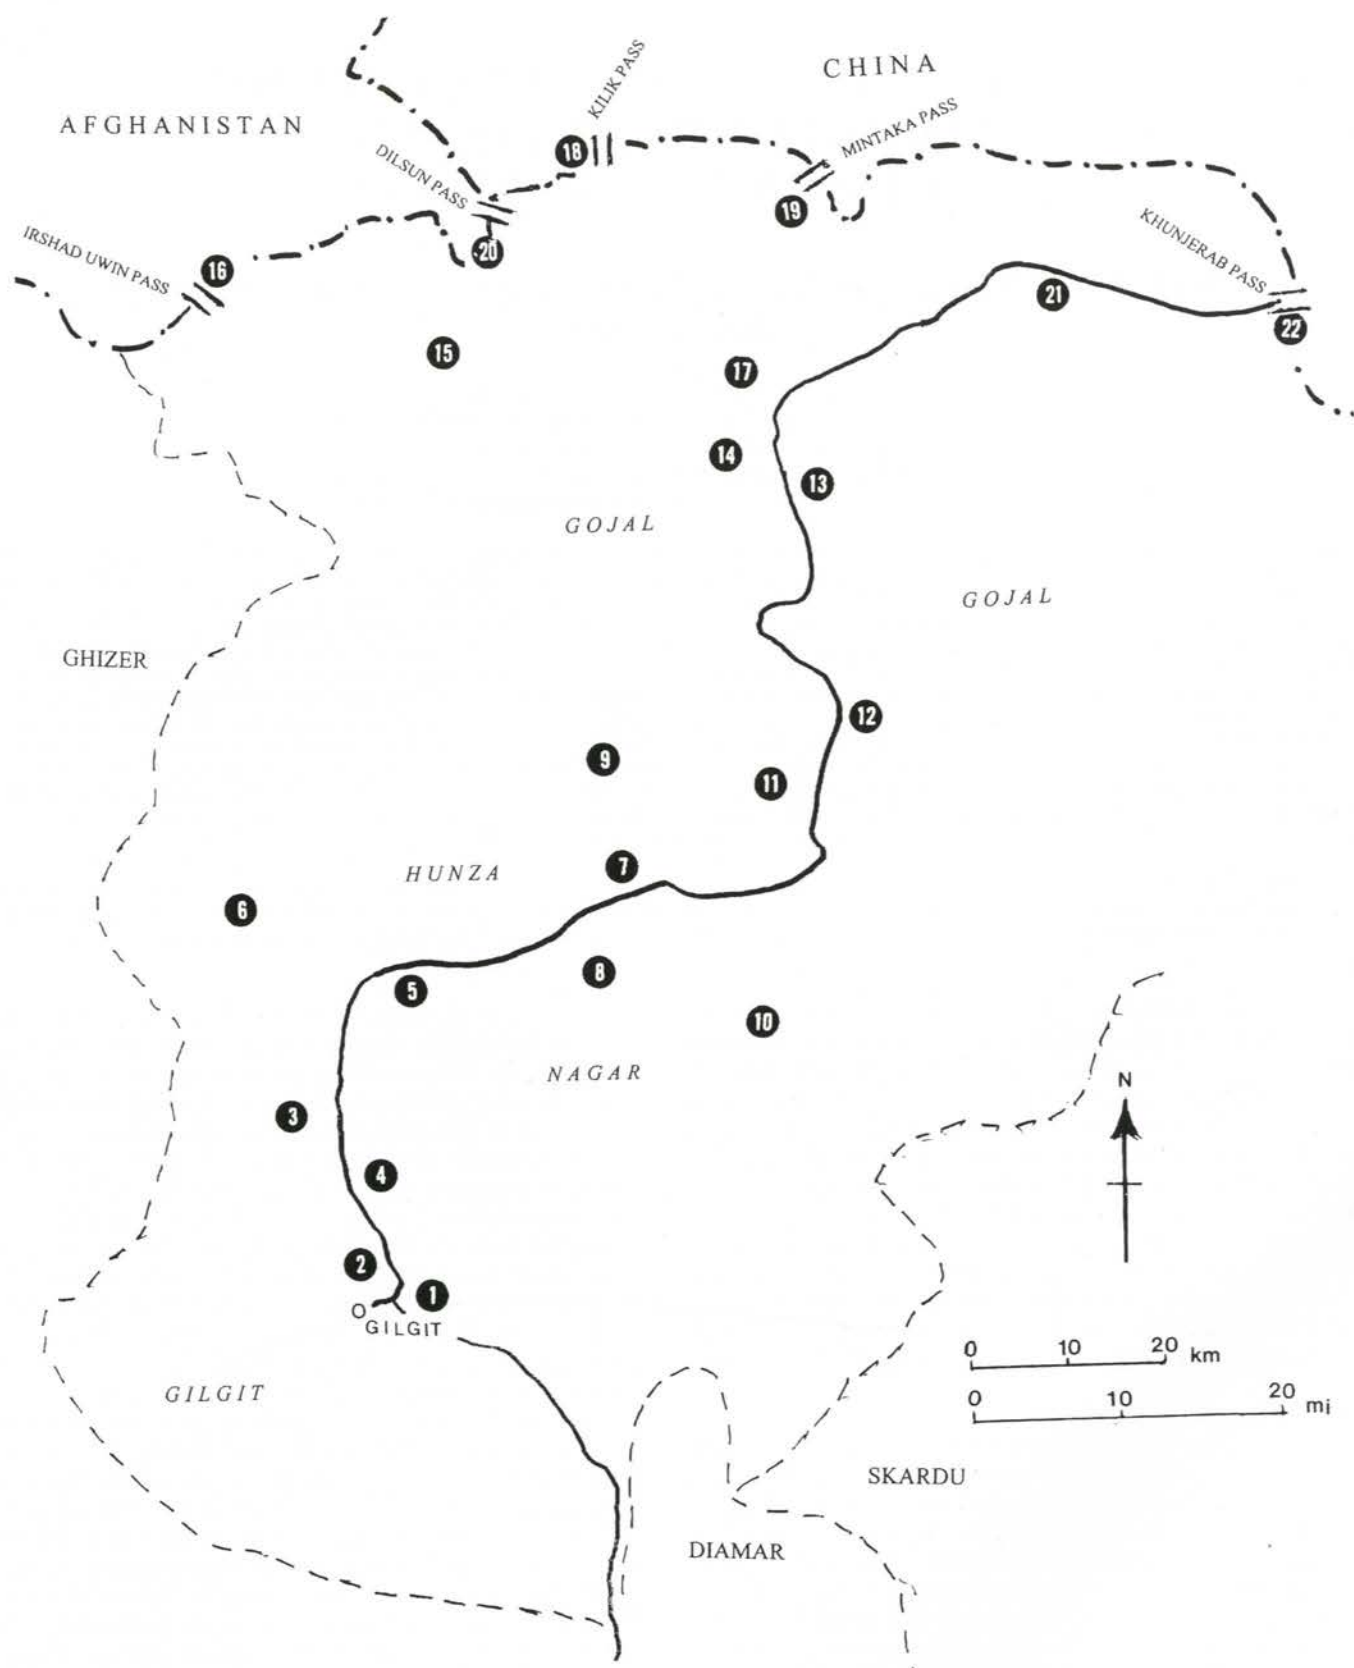 CHINA
KILIK PASS
AFGHANISTAN
MINTAKA PASS
18
DILSUN PASS
19
KHUNJERAB PASS
IRSHAD UWIN PASS
20
16
21
22
15
17
14
13
GOJAL
GOJAL
GHIZER
12
9
11
HUNZA
7
6
8
5
10
NAGAR
N
3
4
2
1
O
GILGIT
0 10 20 km
GILGIT
0 10 20 mi
SKARDU
DIAMAR